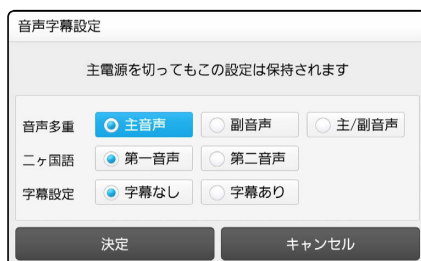 音声字幕設定
主電源を切ってもこの設定は保持されます
音声多重 主音声 副音声 主/副音声
二ヶ国語 第一音声 第二音声
字幕設定 字幕なし 字幕あり
決定 キャンセル